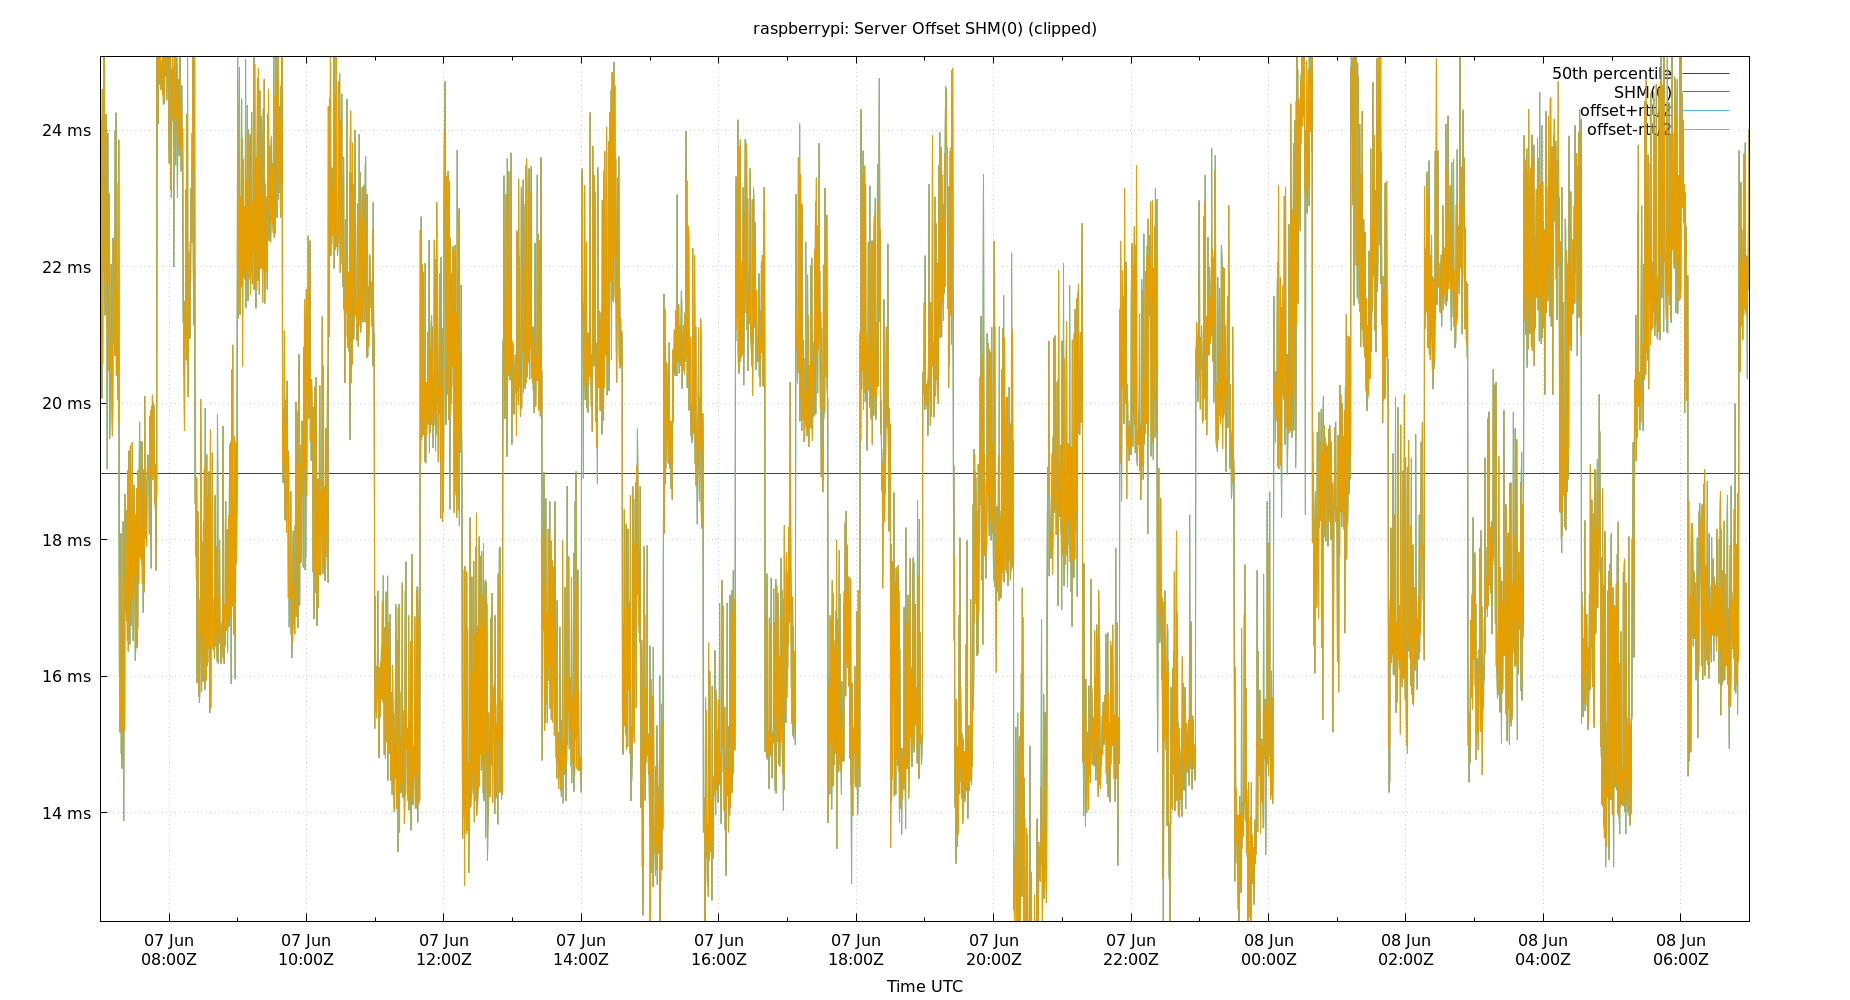 raspberrypi: Server Offset SHM(0) (clipped)
50th percentile
SHM(0)
offset+rtt/2
offset-rtt/2
24 ms
22 ms
20 ms
18 ms
16 ms
14 ms
07 Jun 07 Jun 07 Jun 07 Jun 07 Jun 07 Jun 07 Jun 07 Jun 08 Jun 08 Jun 08 Jun 08 Jun
08:00Z 10:00Z 12:00Z 14:00Z 16:00Z 18:00Z 20:00Z 22:00Z 00:00Z 02:00Z 04:00Z 06:00Z
Time UTC